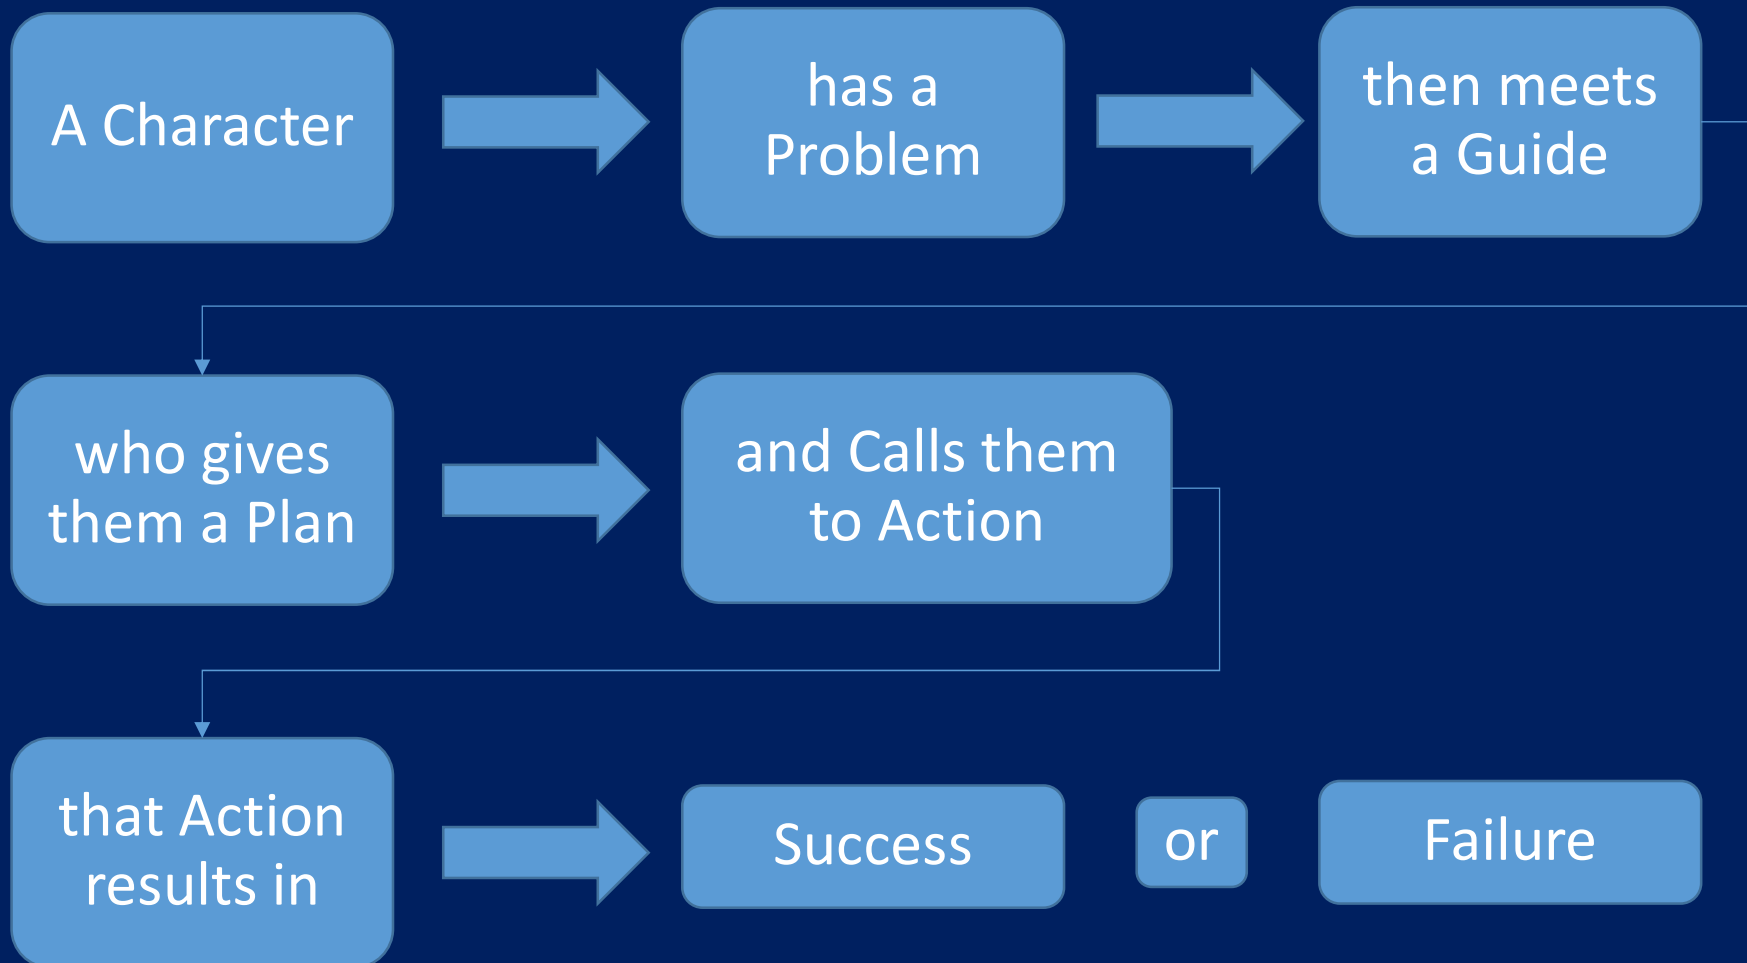 A Character
has a
Problem
then meets
a Guide
who gives
them a Plan
and Calls them
to Action
that Action
results in
Success
or
Failure